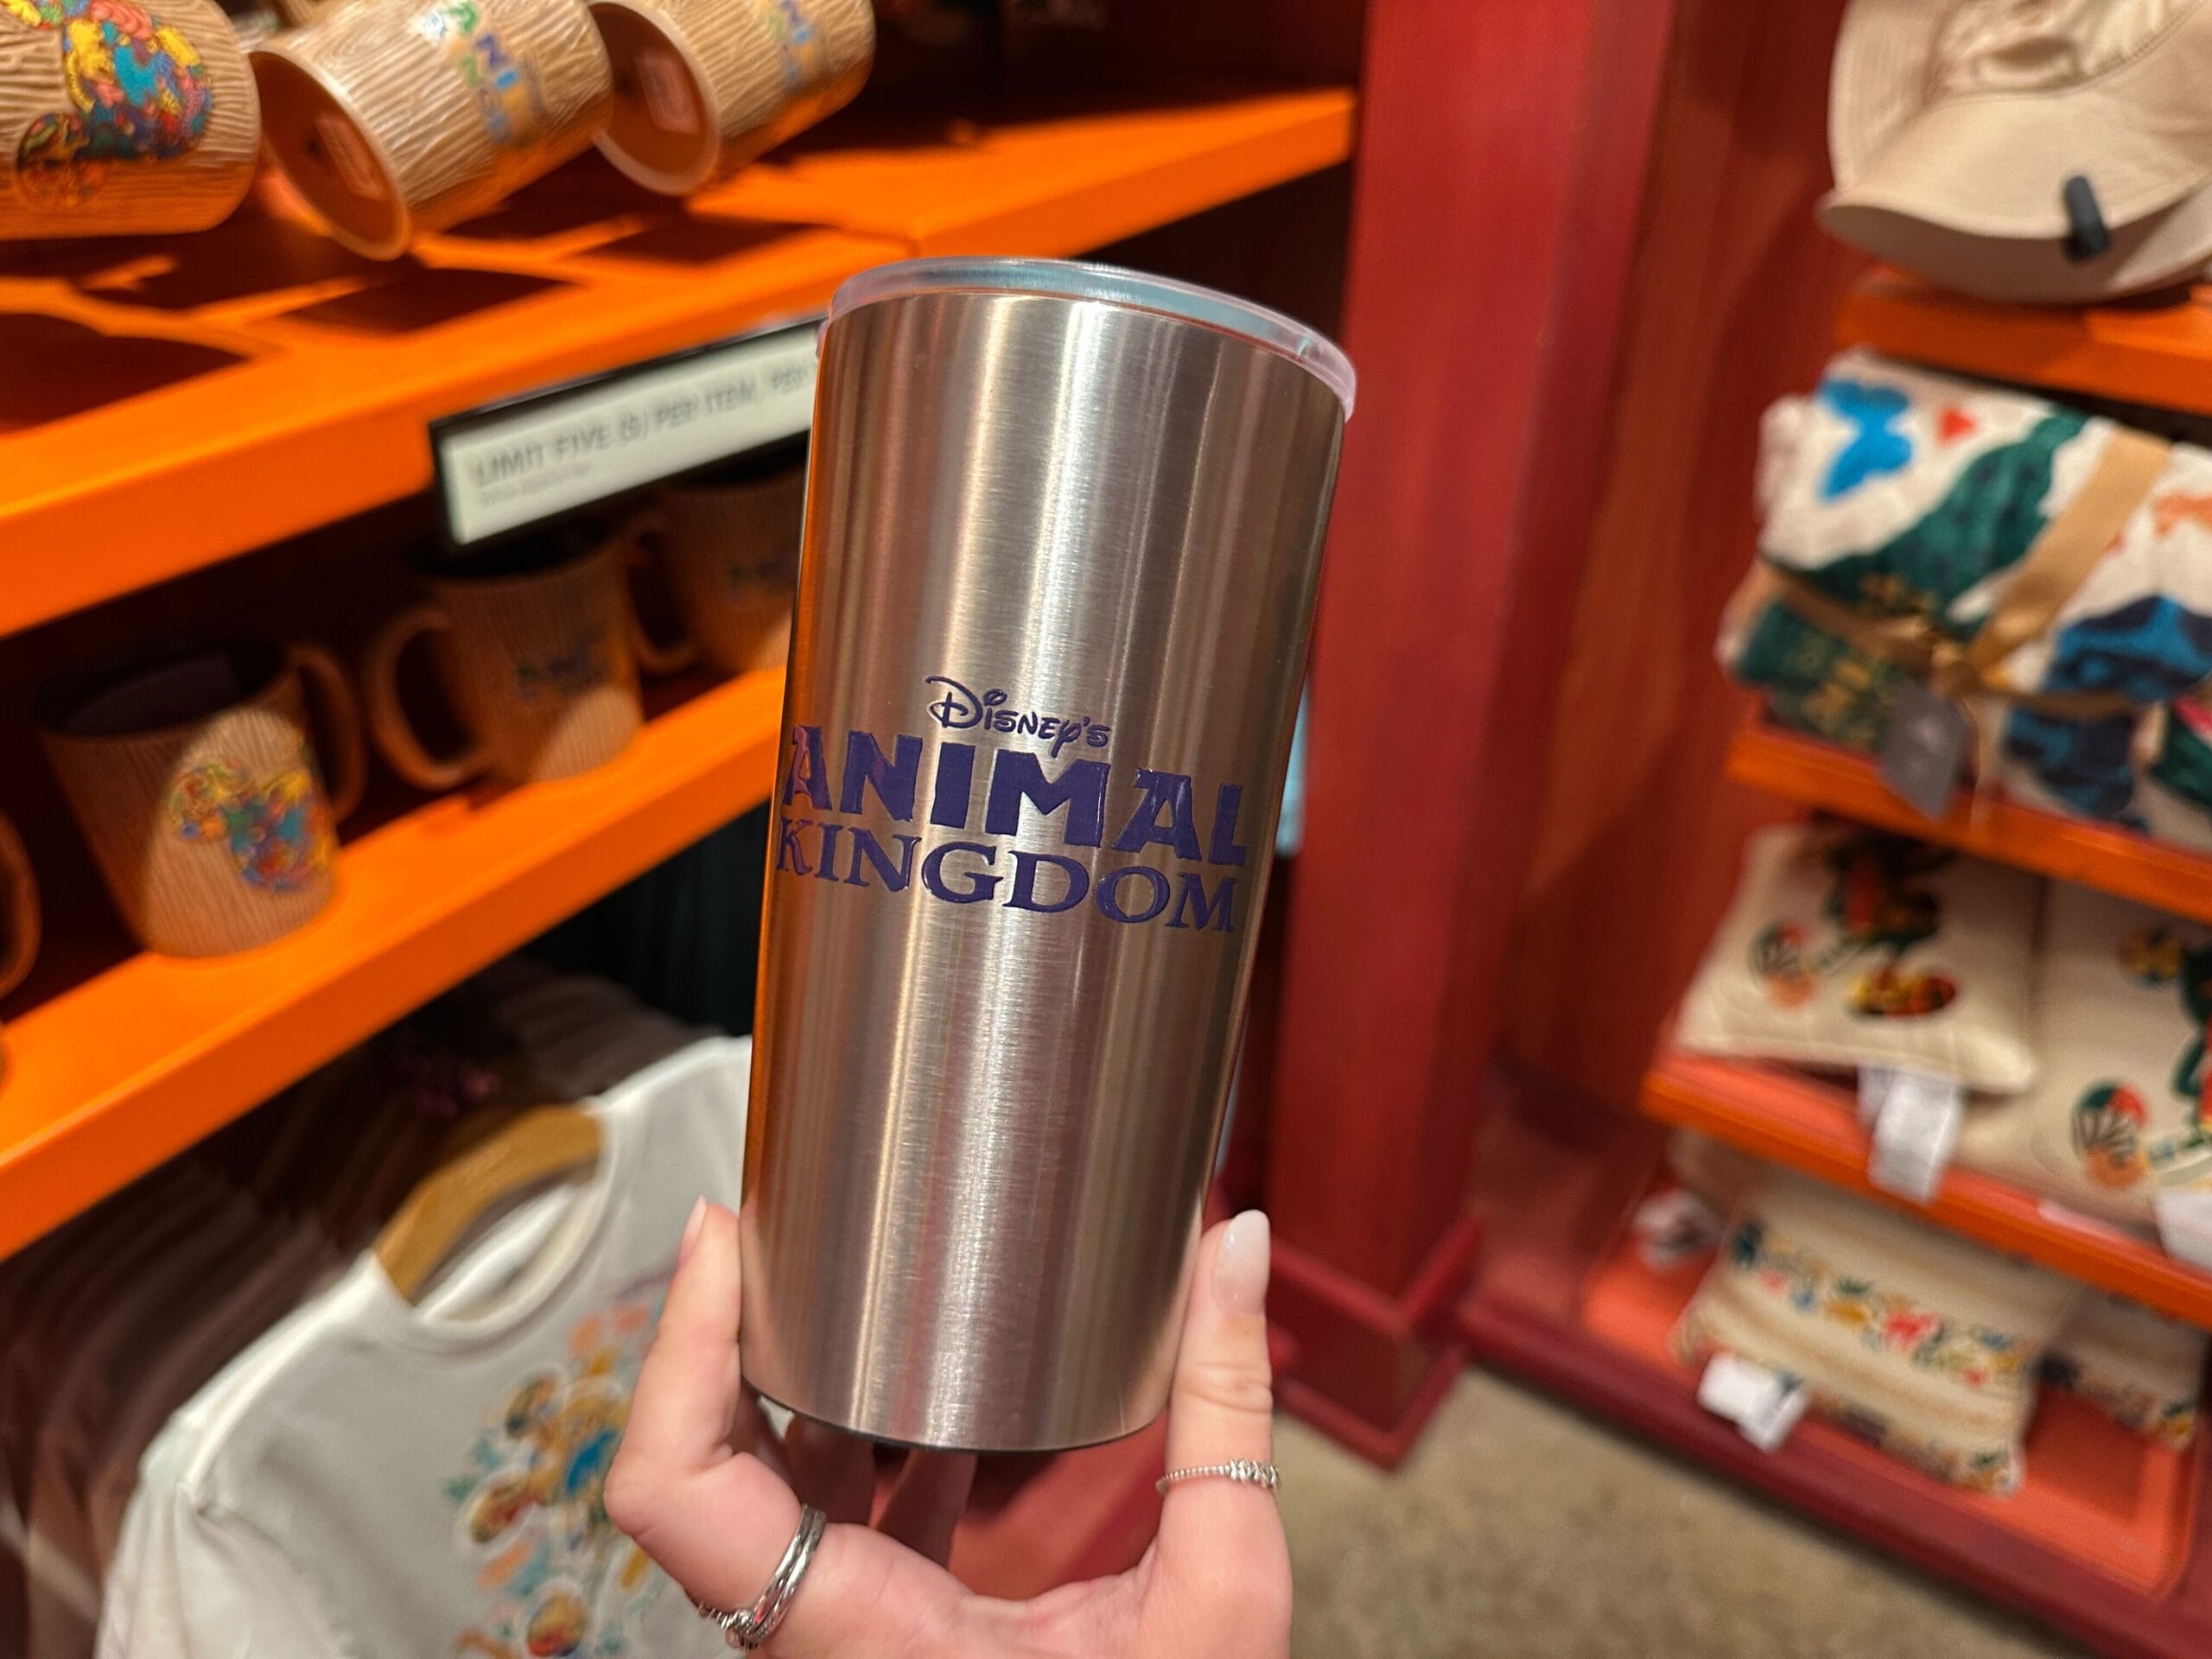 LIMIT FIVE (5) PER ITEM, PER
Disney's
ANIMAL
KINGDOM